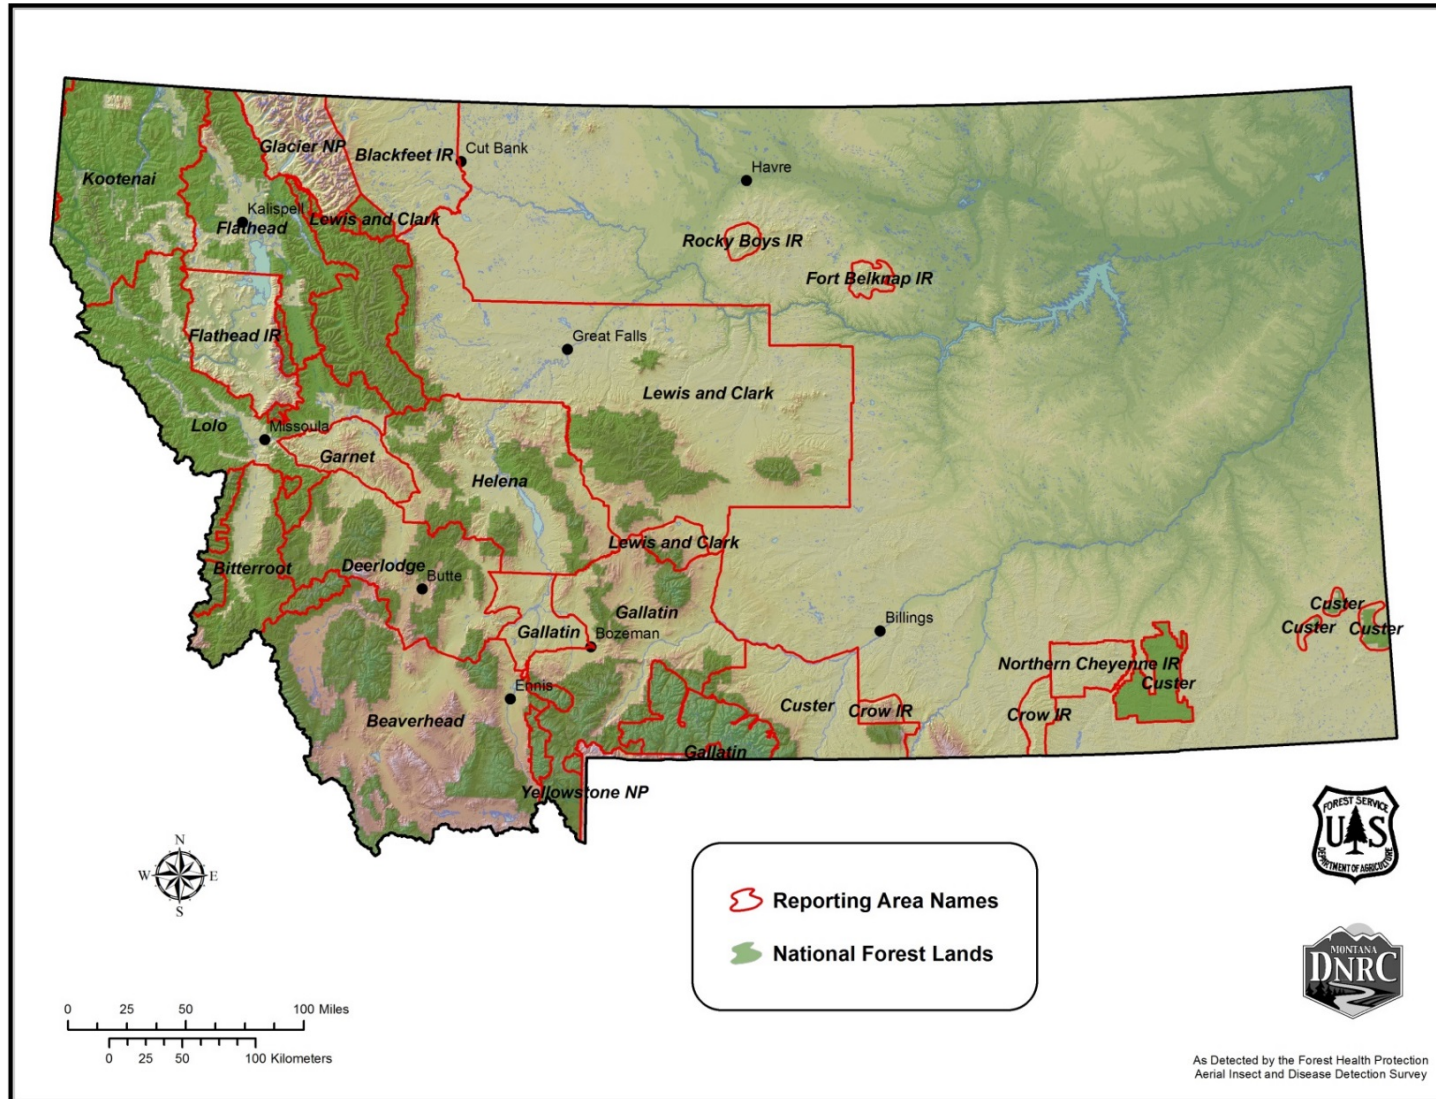 Glacier NP
Blackfeet IR
Cut Bank
Havre
Kootenai
Kalispell
Flathead
Lewis and Clark
Rocky Boys IR
Fort Belknap IR
Flathead IR
Great Falls
Lewis and Clark
Lolo
Missoula
Garnet
Helena
Lewis and Clark
Bitterroot
Deerlodge
Butte
Gallatin
Gallatin
Bozeman
Billings
Custer
Custer
Custer
Northern Cheyenne IR
Custer
Ennis
Beaverhead
Custer
Crow IR
Crow IR
Gallatin
Yellowstone NP
N
W
E
S
Reporting Area Names
National Forest Lands
FOREST SERVICE
U S
DEPARTMENT OF AGRICULTURE
MONTANA
DNRC
0 25 50 100 Miles
0 25 50 100 Kilometers
As Detected by the Forest Health Protection
Aerial Insect and Disease Detection Survey